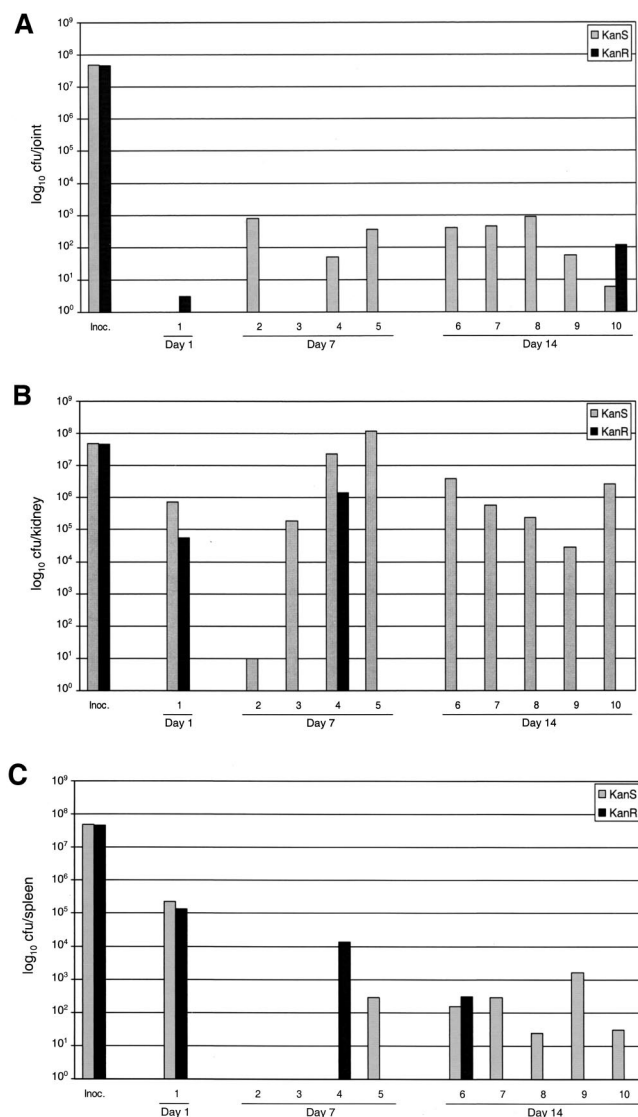 A
KanS
KanR
log10 cfu/joint
10⁹
10⁸
10⁷
10⁶
10⁵
10⁴
10³
10²
10¹
10⁰
Inoc. 1 2 3 4 5 6 7 8 9 10
Day 1 Day 7 Day 14
B
KanS
KanR
log10 cfu/kidney
10⁹
10⁸
10⁷
10⁶
10⁵
10⁴
10³
10²
10¹
10⁰
Inoc. 1 2 3 4 5 6 7 8 9 10
Day 1 Day 7 Day 14
C
KanS
KanR
log10 cfu/spleen
10⁹
10⁸
10⁷
10⁶
10⁵
10⁴
10³
10²
10¹
10⁰
Inoc. 1 2 3 4 5 6 7 8 9 10
Day 1 Day 7 Day 14